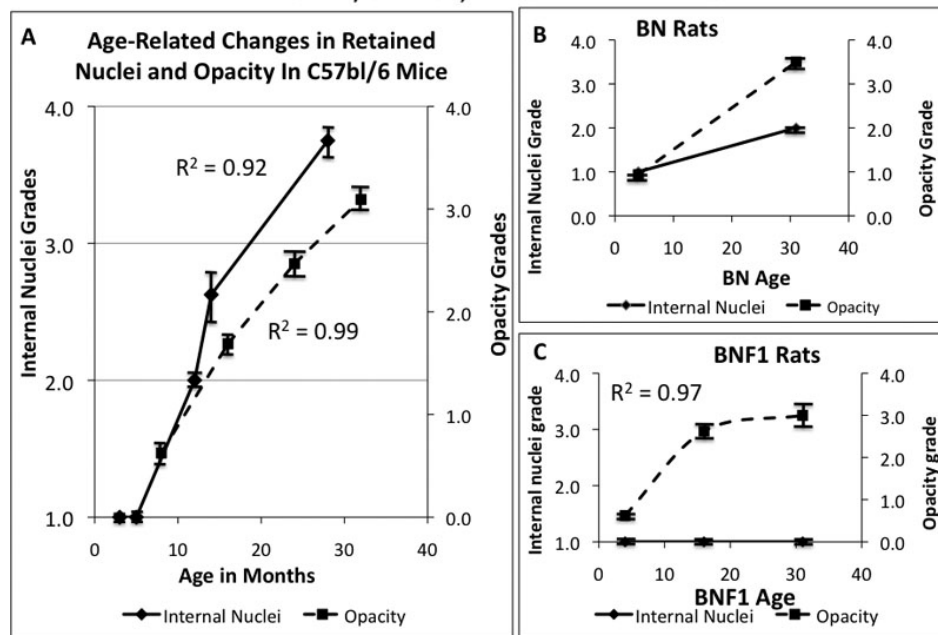 A
Age-Related Changes in Retained
Nuclei and Opacity In C57bl/6 Mice
4.0
3.0
2.0
1.0
4.0
3.0
2.0
1.0
0.0
R² = 0.92
R² = 0.99
Internal Nuclei Grades
Opacity Grades
0
10
20
30
40
Age in Months
Internal Nuclei
Opacity
B
BN Rats
4.0
3.0
2.0
1.0
0.0
4.0
3.0
2.0
1.0
0.0
Internal Nuclei Grade
Opacity Grade
0
10
20
30
40
BN Age
Internal Nuclei
Opacity
C
BNF1 Rats
R² = 0.97
4.0
3.0
2.0
1.0
4.0
3.0
2.0
1.0
0.0
Internal nuclei grade
Opacity grade
0
10
20
30
40
BNF1 Age
Internal Nuclei
Opacity